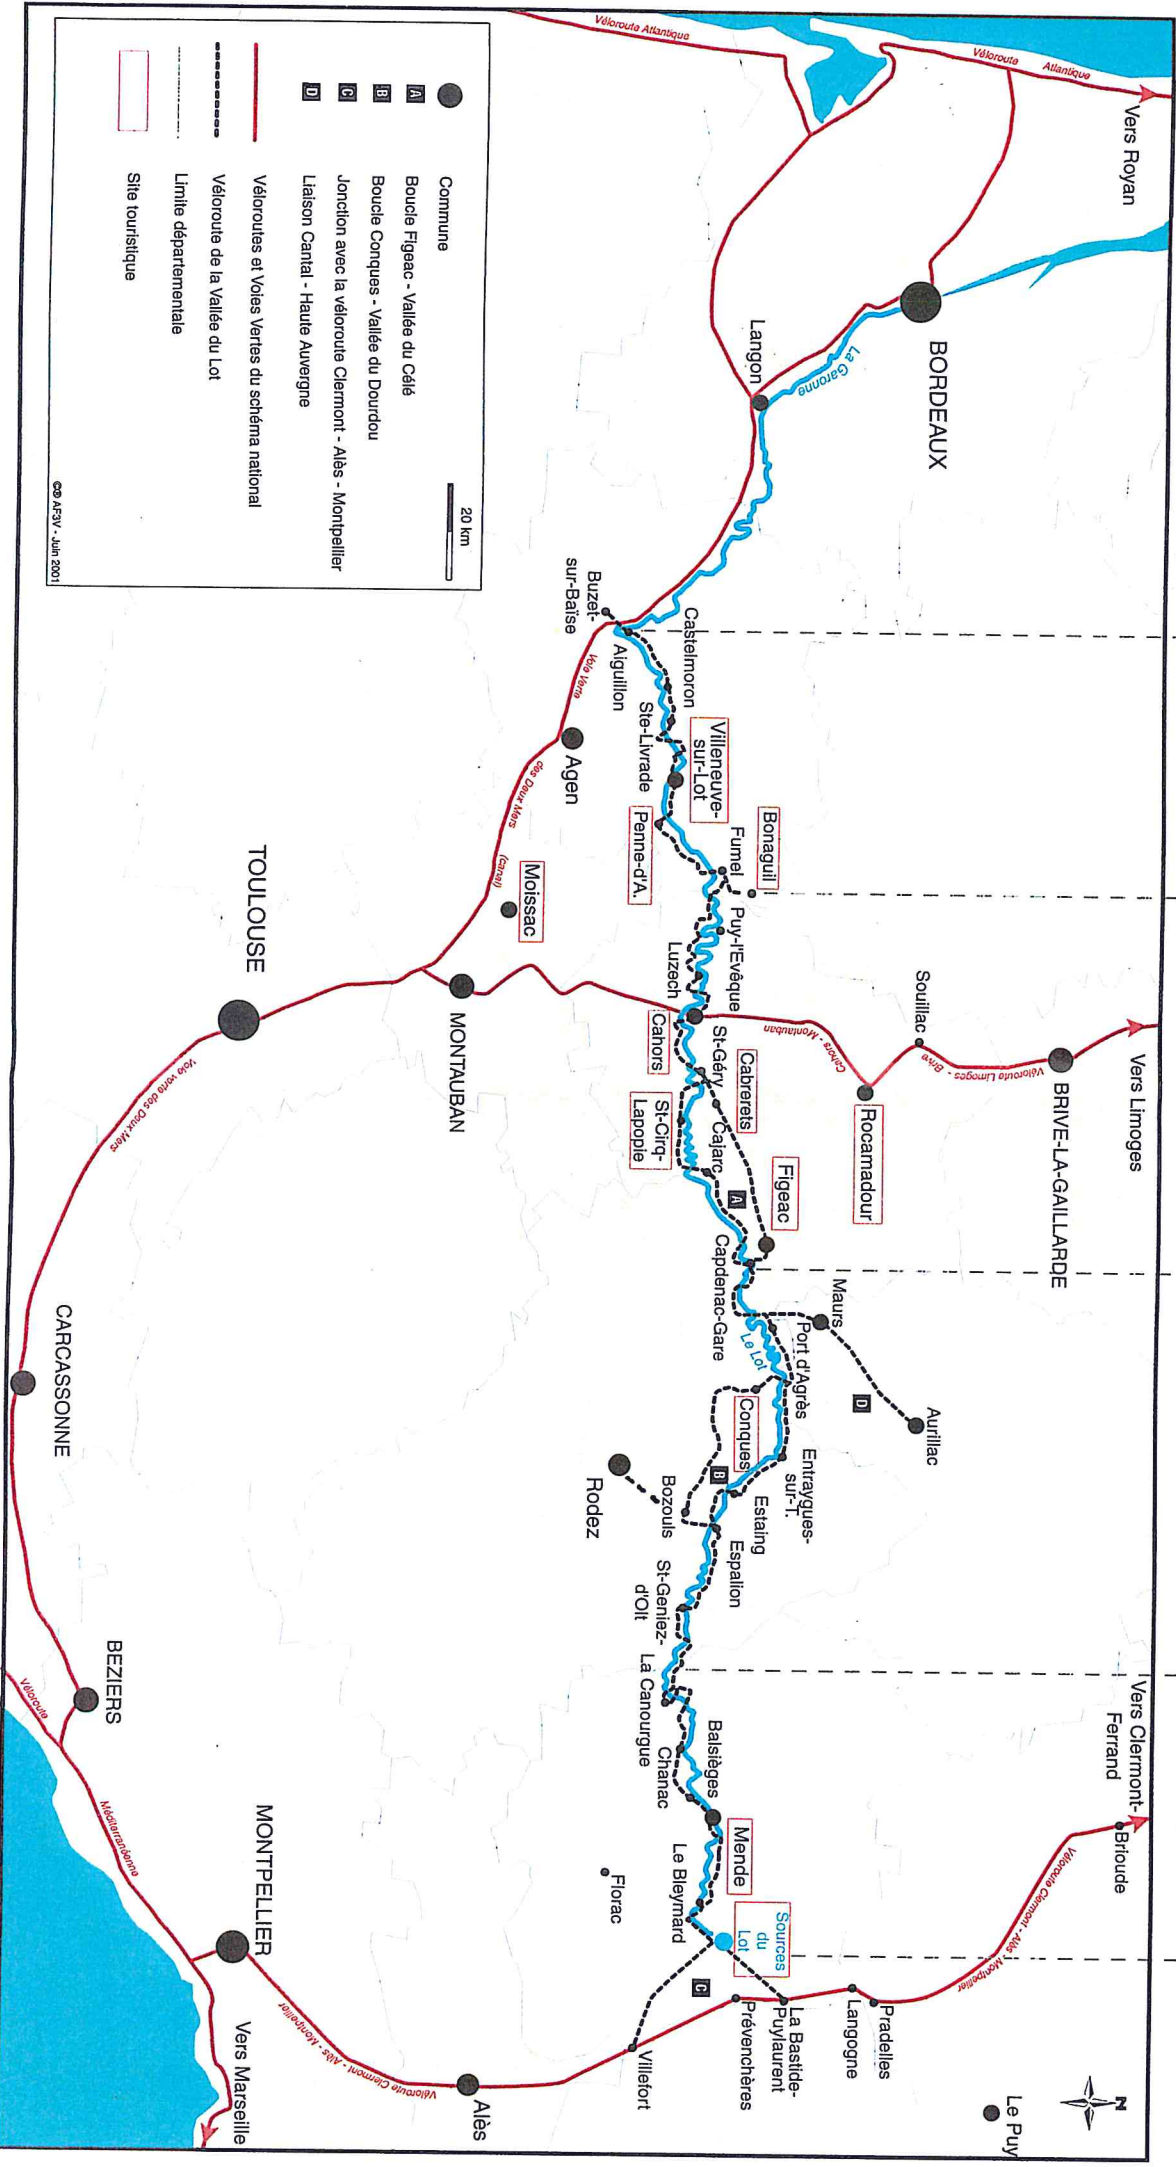 Vers Royan
Vers Limoges
Vers Clermont-
Ferrand
Véloroute Atlantique
Véloroute
Atlantique
BORDEAUX
La Garonne
Langon
BRIVE-LA-GAILLARDE
Véloroute Limoges - Brive
Cahors - Montauban
Souillac
Rocamadour
Brioude
Véloroute Clermont - Alès - Montpellier
N
Le Puy
Pradelles
Langogne
La Bastide-
Puylaurent
Prévenchères
Villefort
Aurillac
D
Maurs
Figeac
Port d'Agrès
Entraygues-
sur-T.
Conques
B
Estaing
Espalion
Bozouls
Rodez
St-Geniez-
d'Olt
La Canourgue
Chanac
Balsièges
Mende
Le Bleymard
Sources
du
Lot
C
Florac
Buzet-
sur-Baïse
Aiguillon
Castelmoron
Ste-Livrade
Villeneuve-
sur-Lot
Penne-d'A.
Fumel
Bonaguil
Puy-l'Evêque
Luzech
Cahors
St-Géry
Cabrerets
St-Cirq-
Lapopie
Cajarc
A
Capdenac-Gare
Le Lot
Voie Verte
des Deux Mers
(canal)
Agen
Moissac
MONTAUBAN
TOULOUSE
Voie verte des Deux Mers
CARCASSONNE
BEZIERS
Véloroute
Méditerranéenne
MONTPELLIER
Véloroute Clermont - Alès - Montpellier
Alès
Vers Marseille
20 km
Commune
A Boucle Figeac - Vallée du Célé
B Boucle Conques - Vallée du Dourdou
C Jonction avec la véloroute Clermont - Alès - Montpellier
D Liaison Cantal - Haute Auvergne
Véloroutes et Voies Vertes du schéma national
Véloroute de la Vallée du Lot
Limite départementale
Site touristique
©® AF3V - Juin 2001